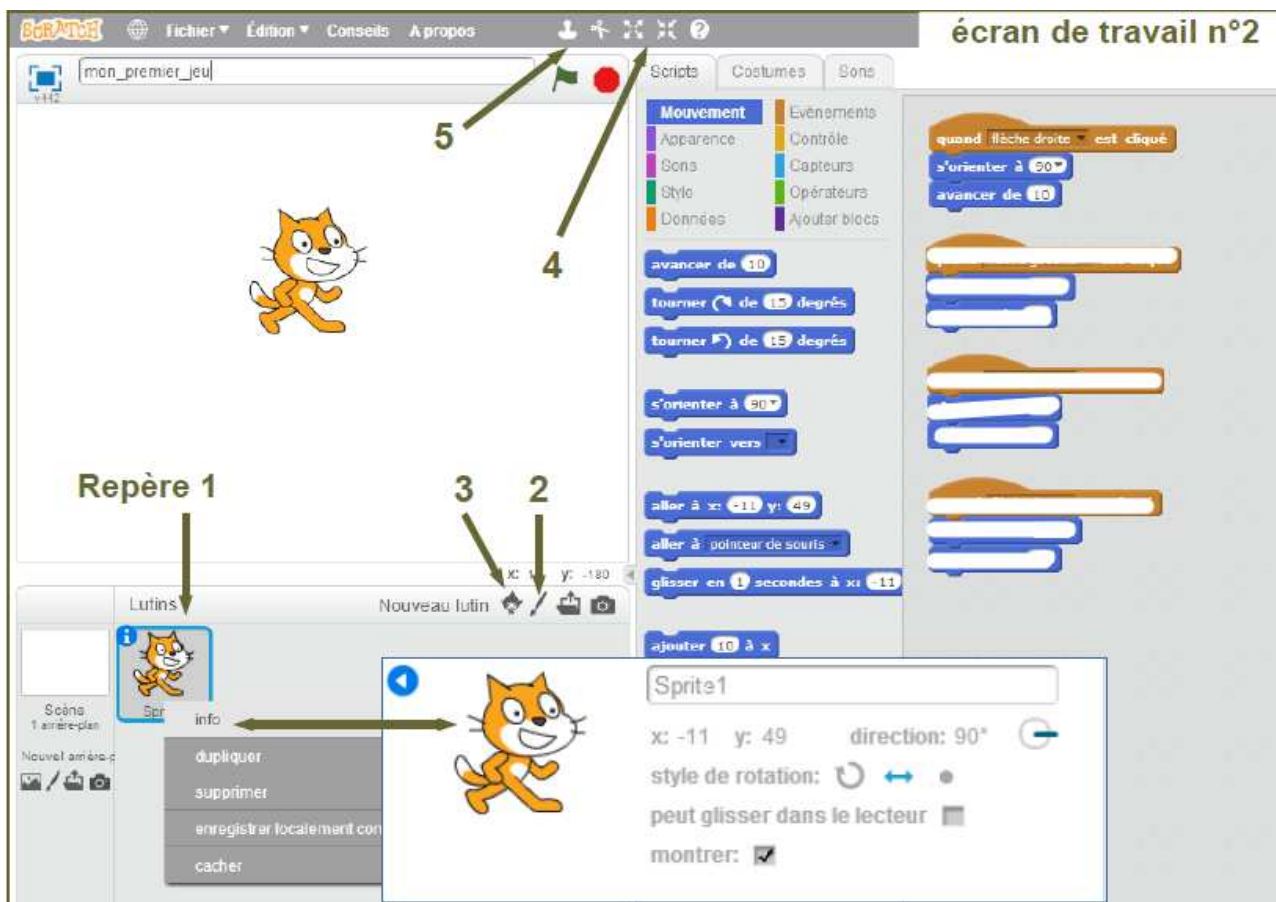 SCRATCH Fichier Édition Conseils A propos
écran de travail n°2
mon_premier_jeu
v442
5
4
Scripts Costumes Sons
Mouvement Evènements
Apparence Contrôle
Sons Capteurs
Style Opérateurs
Données Ajouter blocs
avancer de 10
tourner de 15 degrés
tourner de 15 degrés
s'orienter à 90
s'orienter vers
aller à x: -11 y: 49
aller à pointeur de souris
glisser en 1 secondes à x: -11
ajouter 10 à x
quand flèche droite est cliqué
s'orienter à 90
avancer de 10
Repère 1
3
2
y: -180
Lutins Nouveau lutin
Scène
1 arrière-plan
Nouvel arrière-p
Spr
info
dupliquer
supprimer
enregistrer localement com
cacher
Sprite1
x: -11 y: 49 direction: 90°
style de rotation:
peut glisser dans le lecteur
montrer: